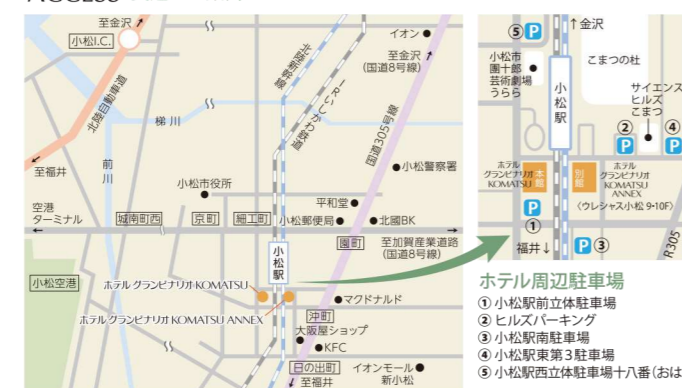 至金沢
小松I.C.
北陸自動車道
梯川
前川
至福井
小松市役所
空港
ターミナル
城南町西
京町
細工町
小松空港
北陸新幹線
IRいしかわ鉄道
イオン
至金沢
(国道8号線)
国道305号線
小松警察署
平和堂
小松郵便局
北國BK
園町
至加賀産業道路
(国道8号線)
小松駅
ホテル グランビナリオ KOMATSU
ホテル グランビナリオ KOMATSU ANNEX
マクドナルド
沖町
大阪屋ショップ
KFC
日の出町
至福井
イオンモール
新小松
⑤ P
↑金沢
小松市
團十郎
芸術劇場
うらら
小松駅
こまつの杜
サイエンス
ヒルズ
こまつ
② ④
P P
ホテル
グランビナリオ
KOMATSU
本館
別館
ホテル
グランビナリオ
KOMATSU
ANNEX
(ウレシャス小松 9・10F)
P
①
福井↓
P ③
R305
ホテル周辺駐車場
① 小松駅前立体駐車場
② ヒルズパーキング
③ 小松駅南駐車場
④ 小松駅東第3駐車場
⑤ 小松駅西立体駐車場十八番(おは